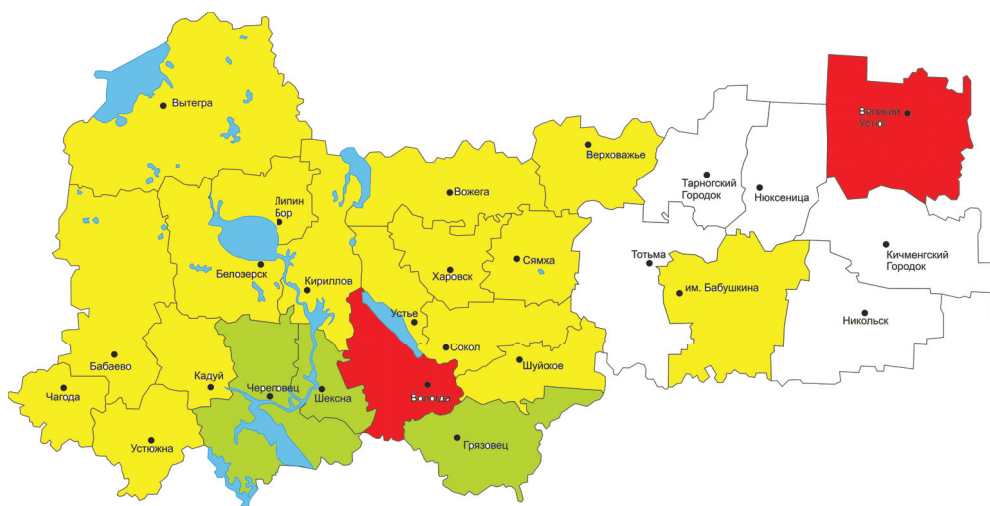 Вытегра
Великий
Верховажье
Тарногский
Городок
Нюксеница
Вожега
Липин
Бор
Тотьма
Кичменгский
Городок
Сямжа
Белозерск
Харовск
Кириллов
им. Бабушкина
Устье
Никольск
Сокол
Бабаево
Шуйское
Кадуй
Чагода
Череповец
Шексна
Вологда
Устюжна
Грязовец